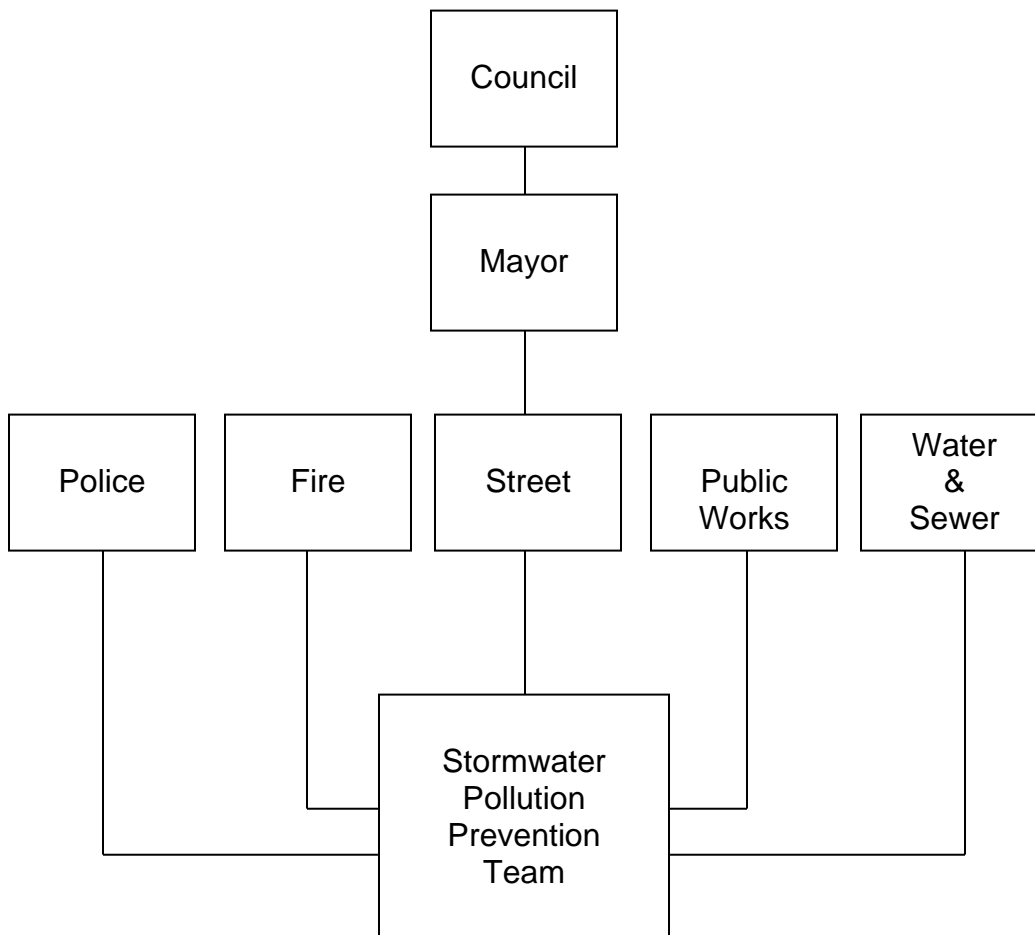 Council
Mayor
Police
Fire
Street
Public
Works
Water
&
Sewer
Stormwater
Pollution
Prevention
Team